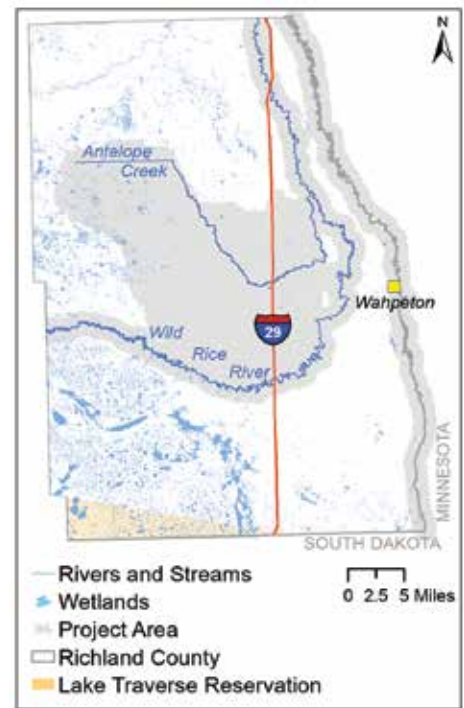 N
Antelope
Creek
Wahpeton
29
Wild
Rice
River
MINNESOTA
SOUTH DAKOTA
Rivers and Streams
Wetlands
Project Area
Richland County
Lake Traverse Reservation
0 2.5 5 Miles